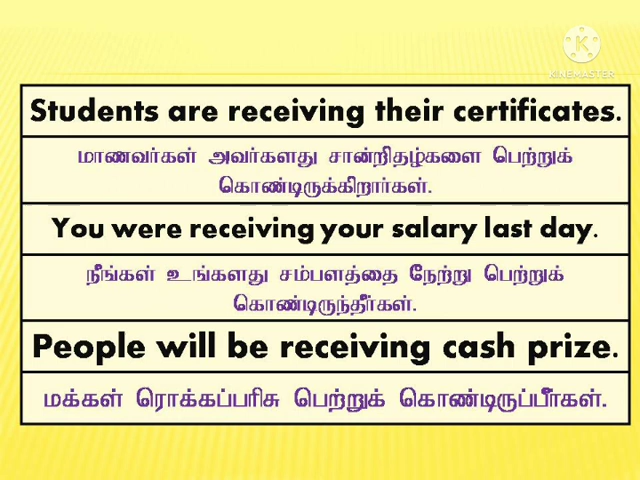 KINEMASTER
Students are receiving their certificates.
மாணவர்கள் அவர்களது சான்றிதழ்களை பெற்றுக்
கொண்டிருக்கிறார்கள்.
You were receiving your salary last day.
நீங்கள் உங்களது சம்பளத்தை நேற்று பெற்றுக்
கொண்டிருந்தீர்கள்.
People will be receiving cash prize.
மக்கள் ரொக்கப்பரிசு பெற்றுக் கொண்டிருப்பீர்கள்.